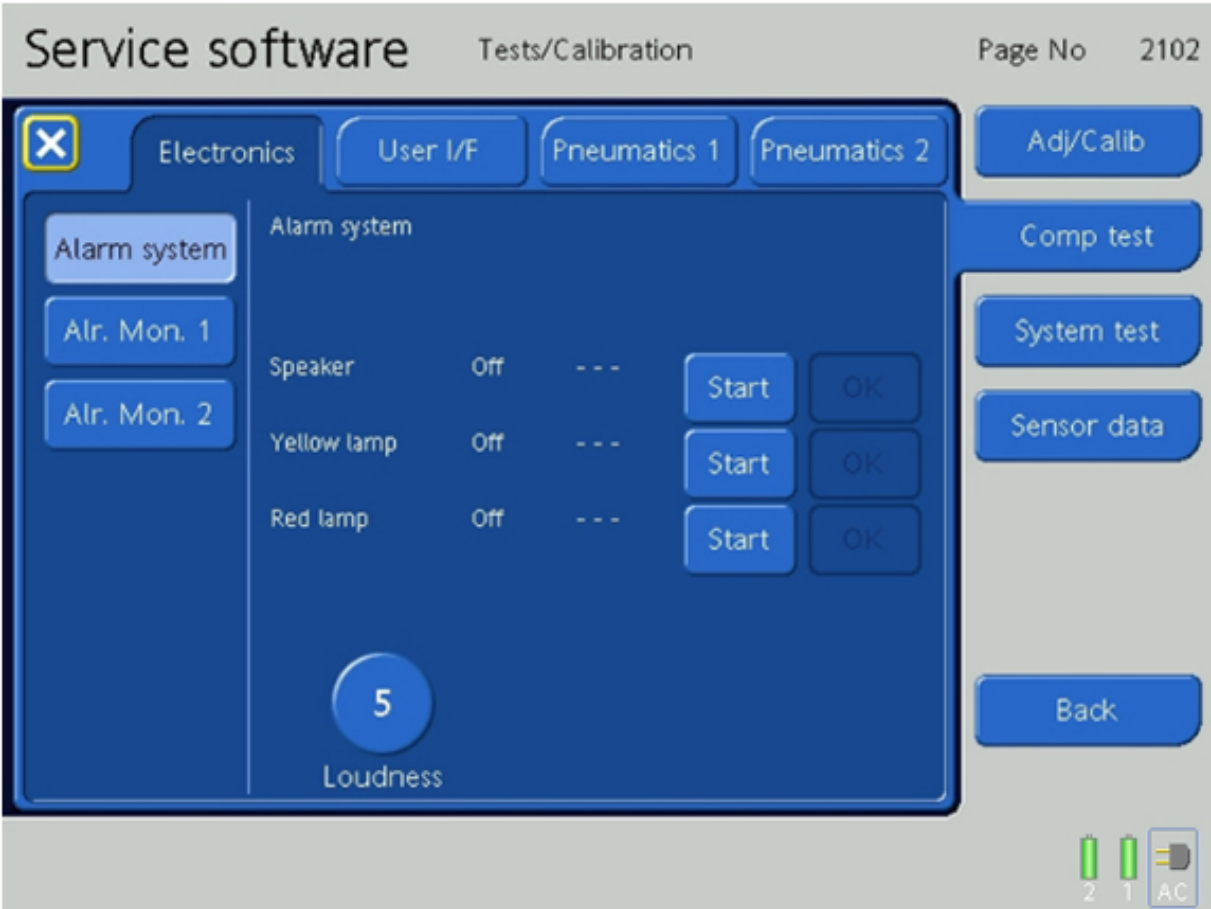 Service software Tests/Calibration Page No 2102
Electronics User I/F Pneumatics 1 Pneumatics 2
Adj/Calib
Comp test
System test
Sensor data
Back
Alarm system
Alr. Mon. 1
Alr. Mon. 2
Alarm system
Speaker Off - - - Start OK
Yellow lamp Off - - - Start OK
Red lamp Off - - - Start OK
5
Loudness
2 1 AC